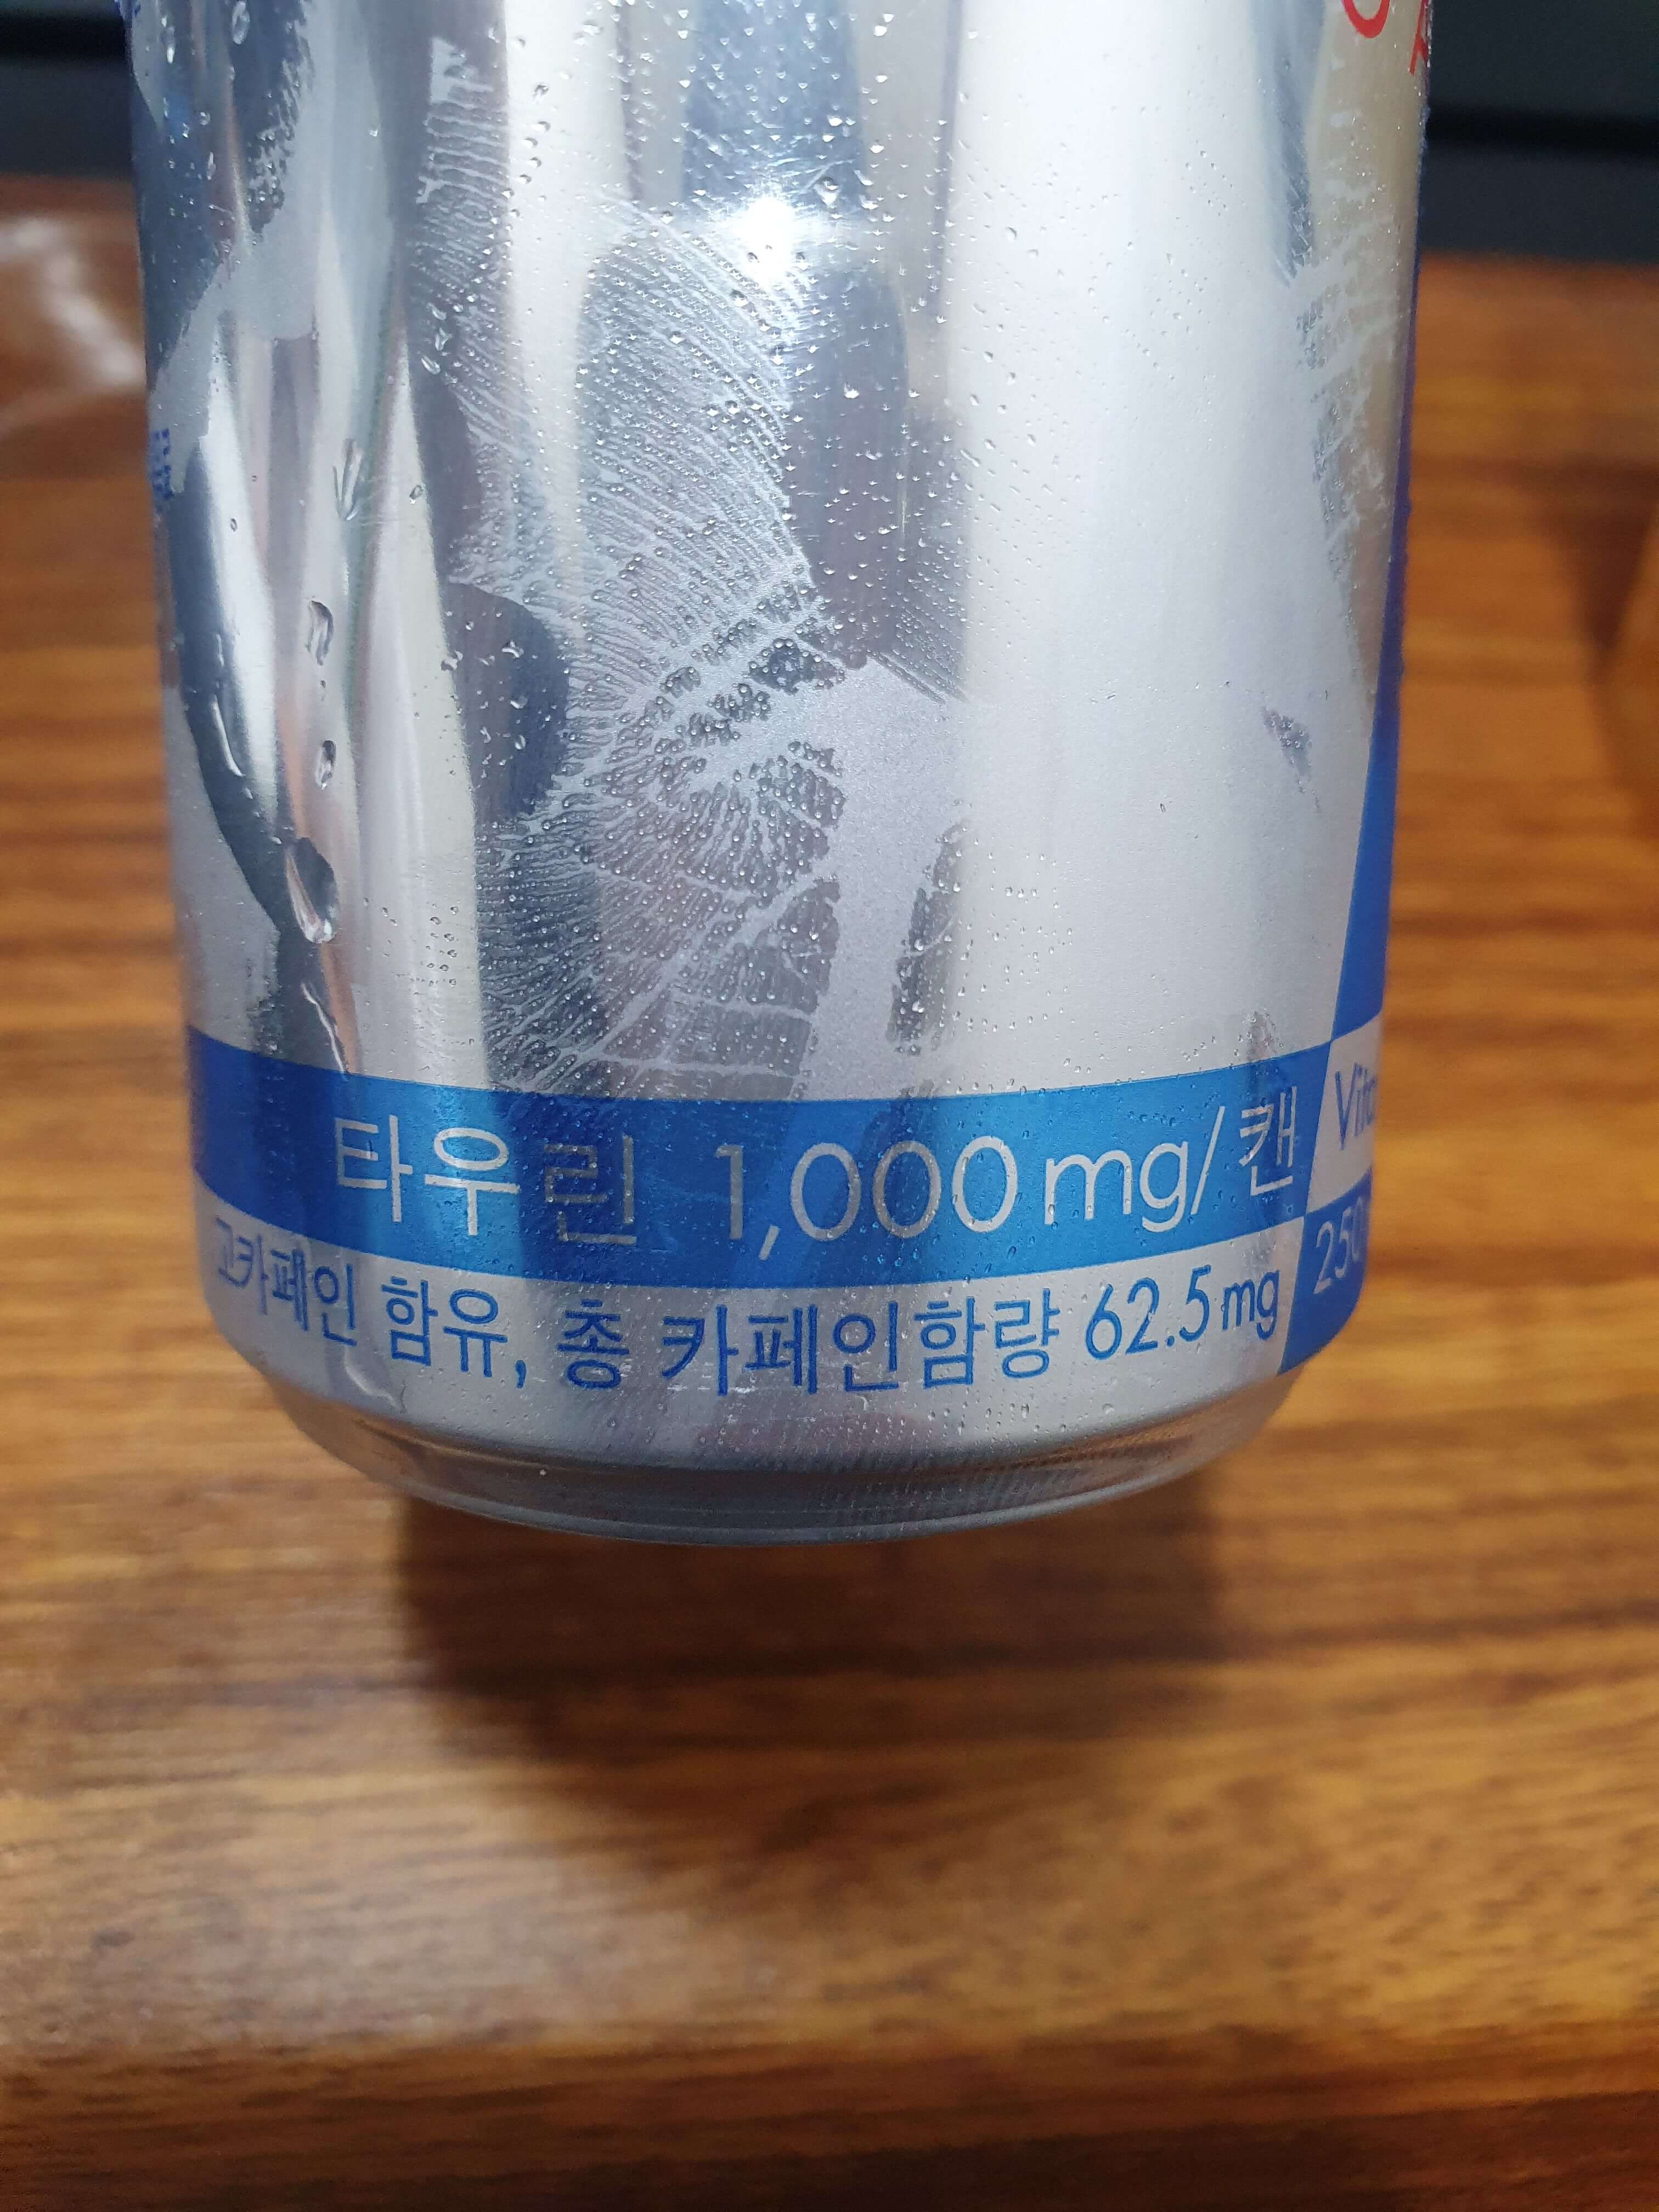 타우린 1,000mg/캔
고카페인 함유, 총 카페인함량 62.5mg